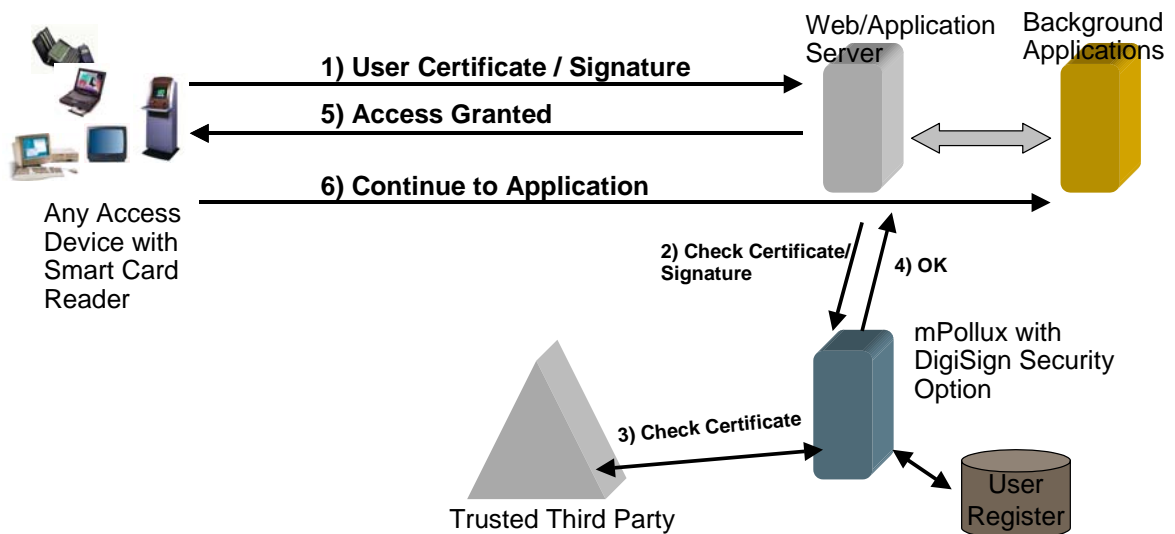 Web/Application
Server
Background
Applications
1) User Certificate / Signature
5) Access Granted
6) Continue to Application
Any Access
Device with
Smart Card
Reader
2) Check Certificate/
Signature
4) OK
mPollux with
DigiSign Security
Option
3) Check Certificate
Trusted Third Party
User
Register